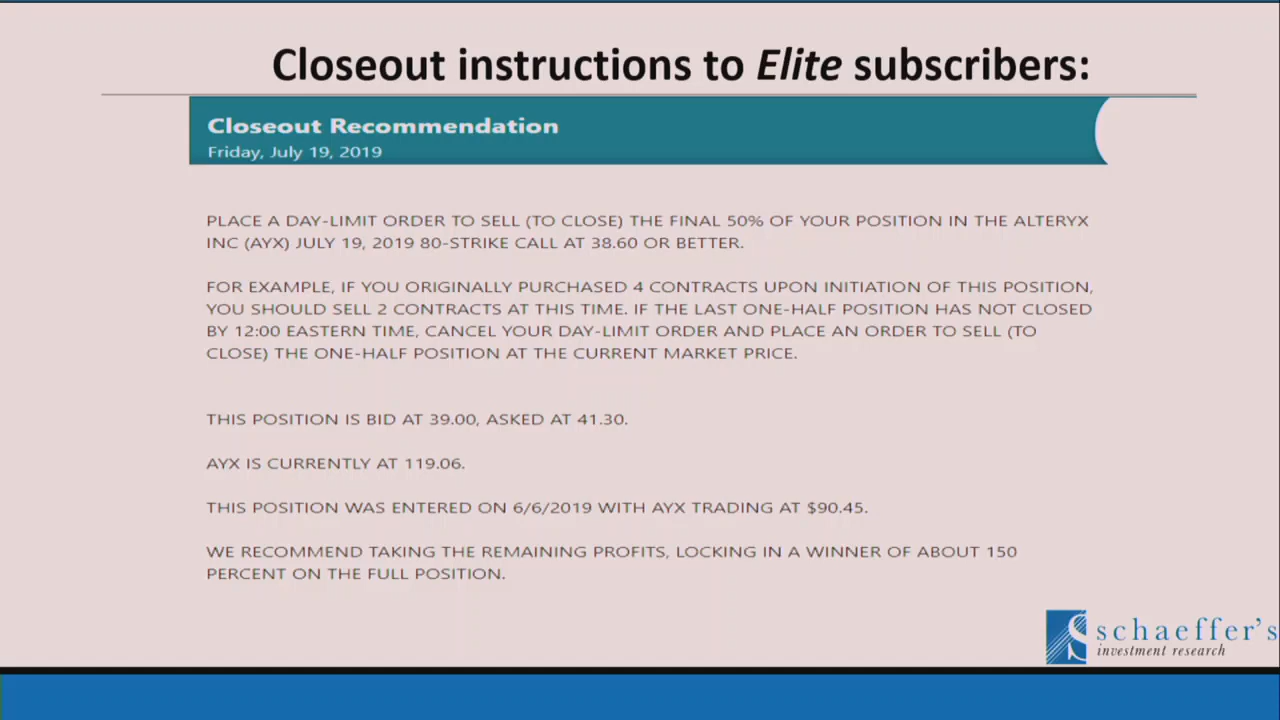 Closeout instructions to Elite subscribers:
Closeout Recommendation
Friday, July 19, 2019
PLACE A DAY-LIMIT ORDER TO SELL (TO CLOSE) THE FINAL 50% OF YOUR POSITION IN THE ALTERYX
INC (AYX) JULY 19, 2019 80-STRIKE CALL AT 38.60 OR BETTER.
FOR EXAMPLE, IF YOU ORIGINALLY PURCHASED 4 CONTRACTS UPON INITIATION OF THIS POSITION,
YOU SHOULD SELL 2 CONTRACTS AT THIS TIME. IF THE LAST ONE-HALF POSITION HAS NOT CLOSED
BY 12:00 EASTERN TIME, CANCEL YOUR DAY-LIMIT ORDER AND PLACE AN ORDER TO SELL (TO
CLOSE) THE ONE-HALF POSITION AT THE CURRENT MARKET PRICE.
THIS POSITION IS BID AT 39.00, ASKED AT 41.30.
AYX IS CURRENTLY AT 119.06.
THIS POSITION WAS ENTERED ON 6/6/2019 WITH AYX TRADING AT $90.45.
WE RECOMMEND TAKING THE REMAINING PROFITS, LOCKING IN A WINNER OF ABOUT 150
PERCENT ON THE FULL POSITION.
schaeffer's
investment research